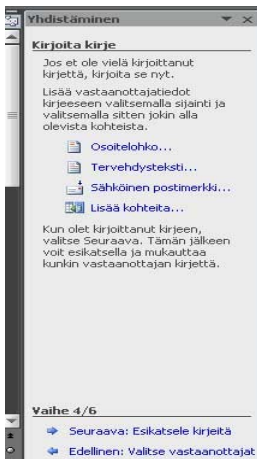 Yhdistäminen
Kirjoita kirje
Jos et ole vielä kirjoittanut
kirjettä, kirjoita se nyt.
Lisää vastaanottajatiedot
kirjeeseen valitsemalla sijainti ja
valitsemalla sitten jokin alla
olevista kohteista.
Osoitelohko...
Tervehdysteksti...
Sähköinen postimerkki...
Lisää kohteita...
Kun olet kirjoittanut kirjeen,
valitse Seuraava. Tämän jälkeen
voit esikatsella ja mukauttaa
kunkin vastaanottajan kirjettä.
Vaihe 4/6
Seuraava: Esikatsele kirjeitä
Edellinen: Valitse vastaanottajat